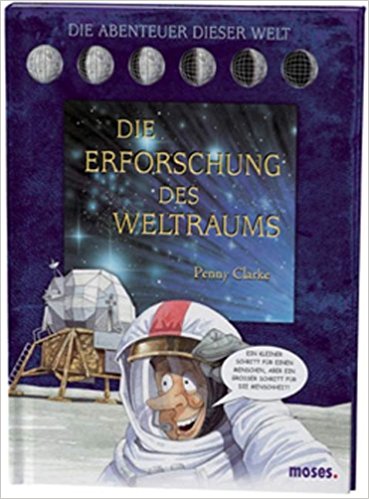 DIE ABENTEUER DIESER WELT
DIE
ERFORSCHUNG
DES
WELTRAUMS
Penny Clarke
EIN KLEINER
SCHRITT FÜR EINEN
MENSCHEN, ABER EIN
GROSSER SCHRITT FÜR
DIE MENSCHHEIT!
moses.